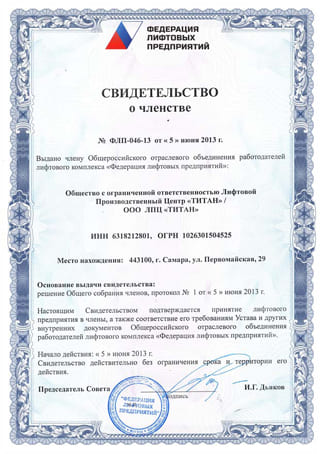 ФЕДЕРАЦИЯ
ЛИФТОВЫХ
ПРЕДПРИЯТИЙ
СВИДЕТЕЛЬСТВО
о членстве
№ ФЛП-046-13 от « 5 » июня 2013 г.
Выдано члену Общероссийского отраслевого объединения работодателей
лифтового комплекса «Федерация лифтовых предприятий»:
Общество с ограниченной ответственностью Лифтовой
Производственный Центр «ТИТАН» /
ООО ЛПЦ «ТИТАН»
ИНН 6318212801, ОГРН 1026301504525
Место нахождения: 443100, г. Самара, ул. Первомайская, 29
Основание выдачи свидетельства:
решение Общего собрания членов, протокол № 1 от « 5 » июня 2013 г.
Настоящим Свидетельством подтверждается принятие лифтового
предприятия в члены, а также соответствие его требованиям Устава и других
внутренних документов Общероссийского отраслевого объединения
работодателей лифтового комплекса «Федерация лифтовых предприятий».
Начало действия: « 5 » июня 2013 г.
Свидетельство действительно без ограничения срока и территории его
действия.
Председатель Совета
И.Г. Дьяков
подпись
"ФЕДЕРАЦИЯ
ЛИФТОВЫХ
ПРЕДПРИЯТИЙ"